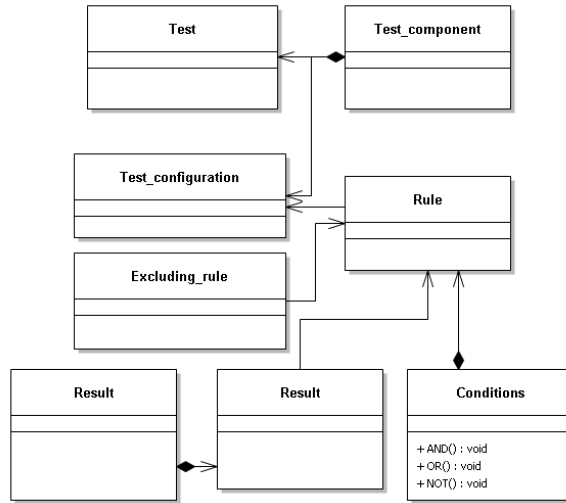 Test
Test_component
Test_configuration
Rule
Excluding_rule
Result
Result
Conditions
+ AND() : void
+ OR() : void
+ NOT() : void